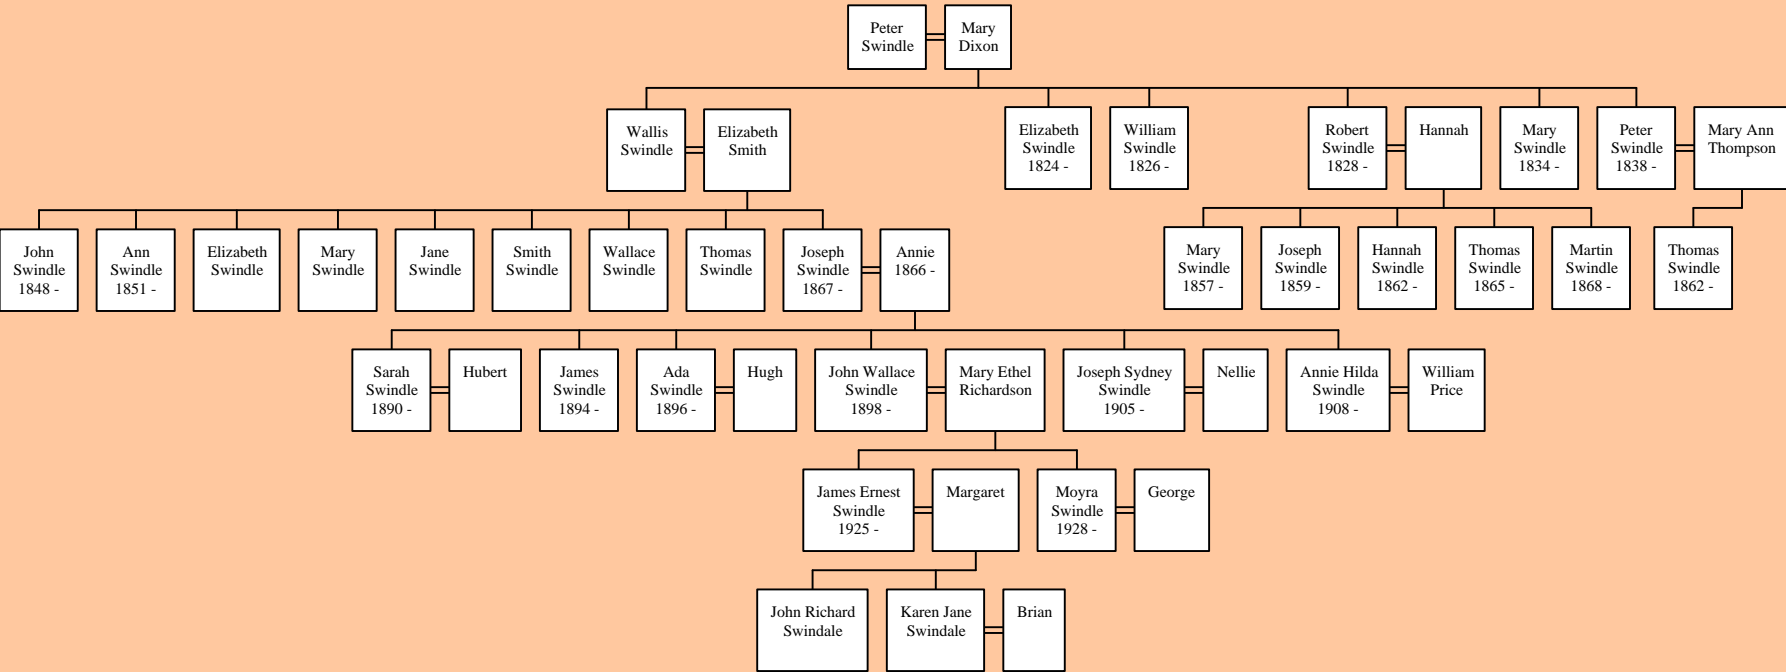 Peter
Swindle
Mary
Dixon
Wallis
Swindle
Elizabeth
Smith
Elizabeth
Swindle
1824 -
William
Swindle
1826 -
Robert
Swindle
1828 -
Hannah
Mary
Swindle
1834 -
Peter
Swindle
1838 -
Mary Ann
Thompson
John
Swindle
1848 -
Ann
Swindle
1851 -
Elizabeth
Swindle
Mary
Swindle
Jane
Swindle
Smith
Swindle
Wallace
Swindle
Thomas
Swindle
Joseph
Swindle
1867 -
Annie
1866 -
Mary
Swindle
1857 -
Joseph
Swindle
1859 -
Hannah
Swindle
1862 -
Thomas
Swindle
1865 -
Martin
Swindle
1868 -
Thomas
Swindle
1862 -
Sarah
Swindle
1890 -
Hubert
James
Swindle
1894 -
Ada
Swindle
1896 -
Hugh
John Wallace
Swindle
1898 -
Mary Ethel
Richardson
Joseph Sydney
Swindle
1905 -
Nellie
Annie Hilda
Swindle
1908 -
William
Price
James Ernest
Swindle
1925 -
Margaret
Moyra
Swindle
1928 -
George
John Richard
Swindale
Karen Jane
Swindale
Brian